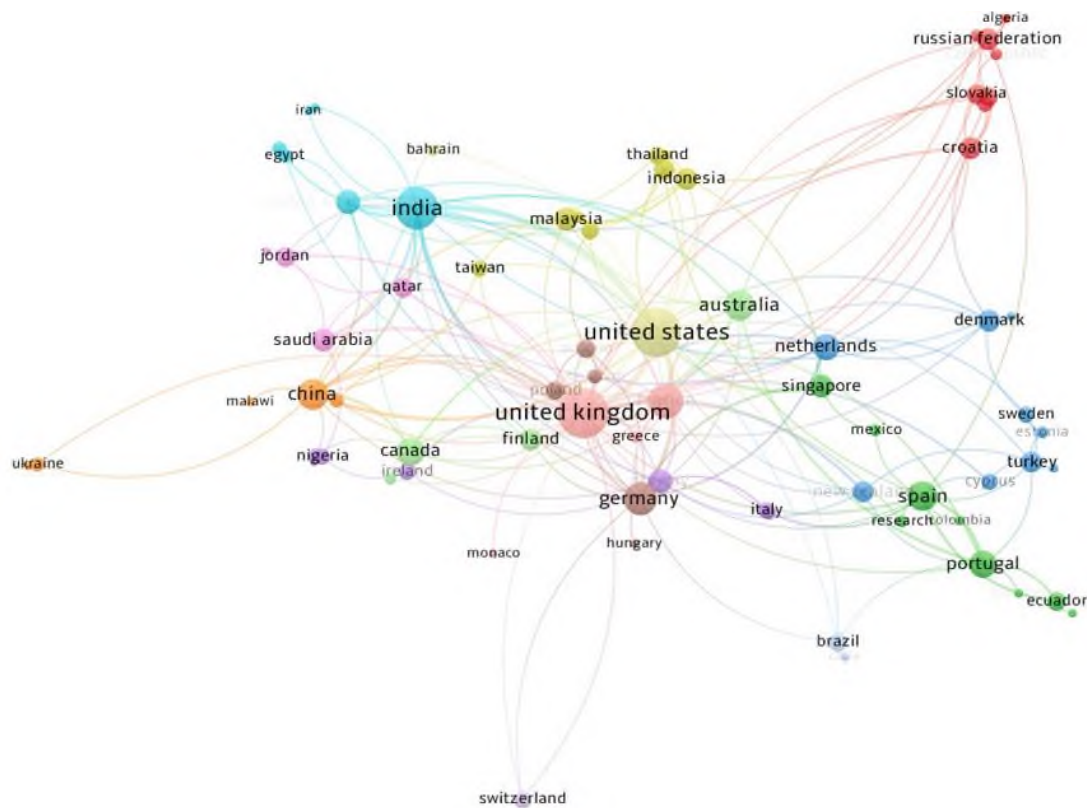 algeria
russian federation
slovakia
iran
croatia
bahrain
egypt
thailand
indonesia
india
malaysia
jordan
taiwan
qatar
australia
denmark
united states
saudi arabia
netherlands
singapore
poland
china
malawi
united kingdom
sweden
mexico
estonia
finland
greece
canada
nigeria
ireland
ukraine
turkey
cyprus
new zealand
spain
germany
italy
research
colombia
hungary
monaco
portugal
ecuador
brazil
switzerland